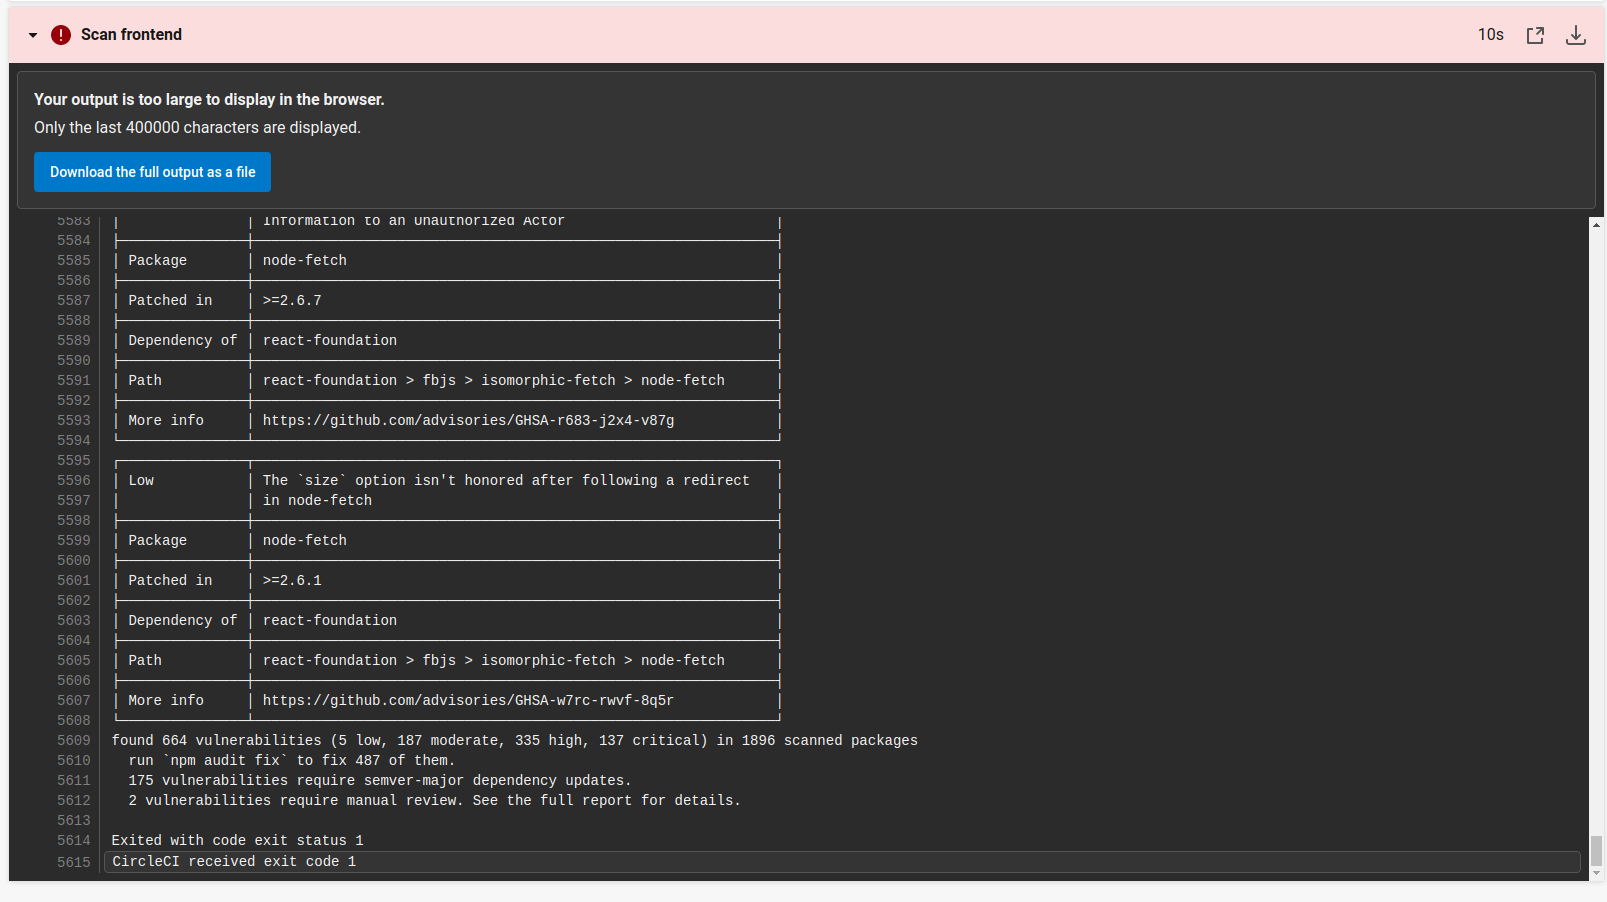 Scan frontend 10s
Your output is too large to display in the browser.
Only the last 400000 characters are displayed.
Download the full output as a file
5583 | | Information to an Unauthorized Actor |
5584
5585 | Package | node-fetch |
5586
5587 | Patched in | >=2.6.7 |
5588
5589 | Dependency of | react-foundation |
5590
5591 | Path | react-foundation > fbjs > isomorphic-fetch > node-fetch |
5592
5593 | More info | https://github.com/advisories/GHSA-r683-j2x4-v87g |
5594
5595
5596 | Low | The `size` option isn't honored after following a redirect |
5597 | | in node-fetch |
5598
5599 | Package | node-fetch |
5600
5601 | Patched in | >=2.6.1 |
5602
5603 | Dependency of | react-foundation |
5604
5605 | Path | react-foundation > fbjs > isomorphic-fetch > node-fetch |
5606
5607 | More info | https://github.com/advisories/GHSA-w7rc-rwvf-8q5r |
5608
5609 found 664 vulnerabilities (5 low, 187 moderate, 335 high, 137 critical) in 1896 scanned packages
5610 run `npm audit fix` to fix 487 of them.
5611 175 vulnerabilities require semver-major dependency updates.
5612 2 vulnerabilities require manual review. See the full report for details.
5613
5614 Exited with code exit status 1
5615 CircleCI received exit code 1